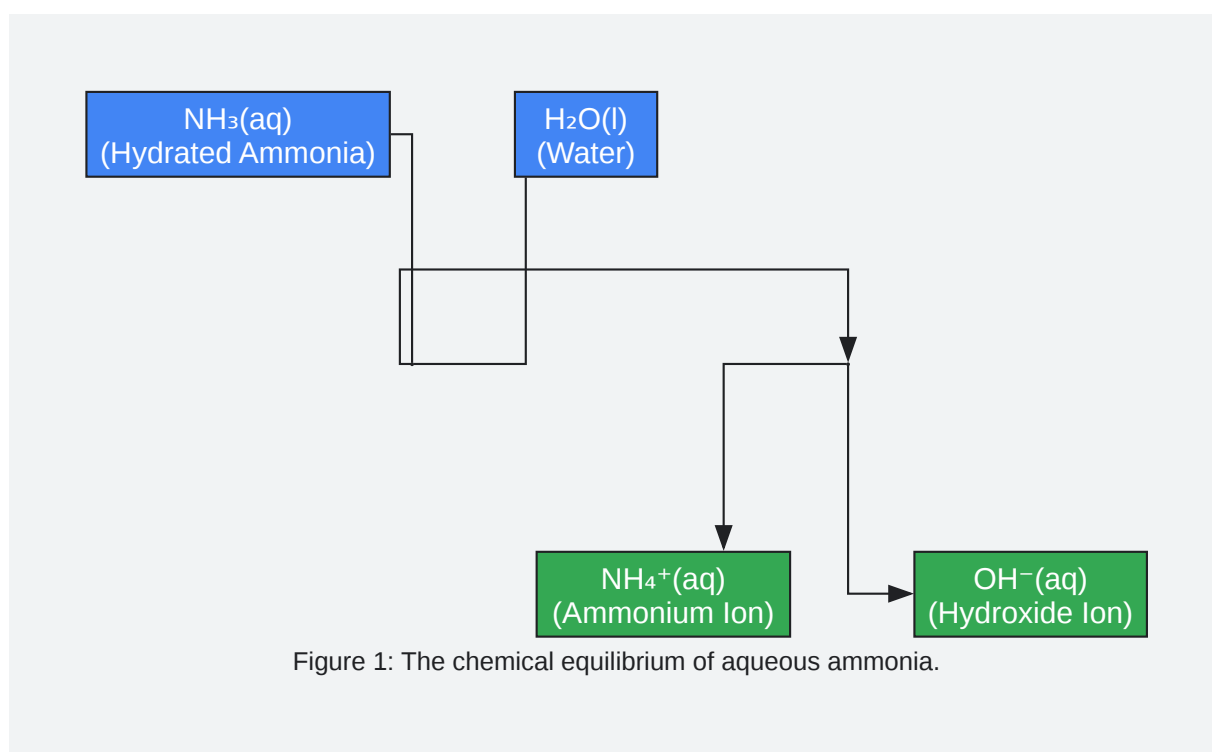 NH₃(aq)
(Hydrated Ammonia)
H₂O(l)
(Water)
NH₄⁺(aq)
(Ammonium Ion)
OH⁻(aq)
(Hydroxide Ion)
Figure 1: The chemical equilibrium of aqueous ammonia.